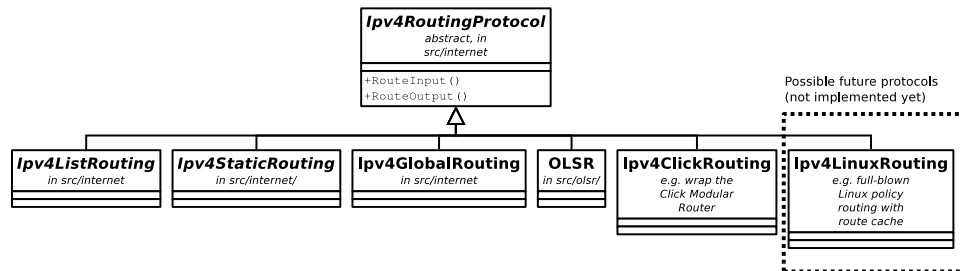 Ipv4RoutingProtocol
abstract, in
src/internet
+RouteInput()
+RouteOutput()
Possible future protocols
(not implemented yet)
Ipv4ListRouting
in src/internet
Ipv4StaticRouting
in src/internet/
Ipv4GlobalRouting
in src/internet
OLSR
in src/olsr/
Ipv4ClickRouting
e.g. wrap the
Click Modular
Router
Ipv4LinuxRouting
e.g. full-blown
Linux policy
routing with
route cache